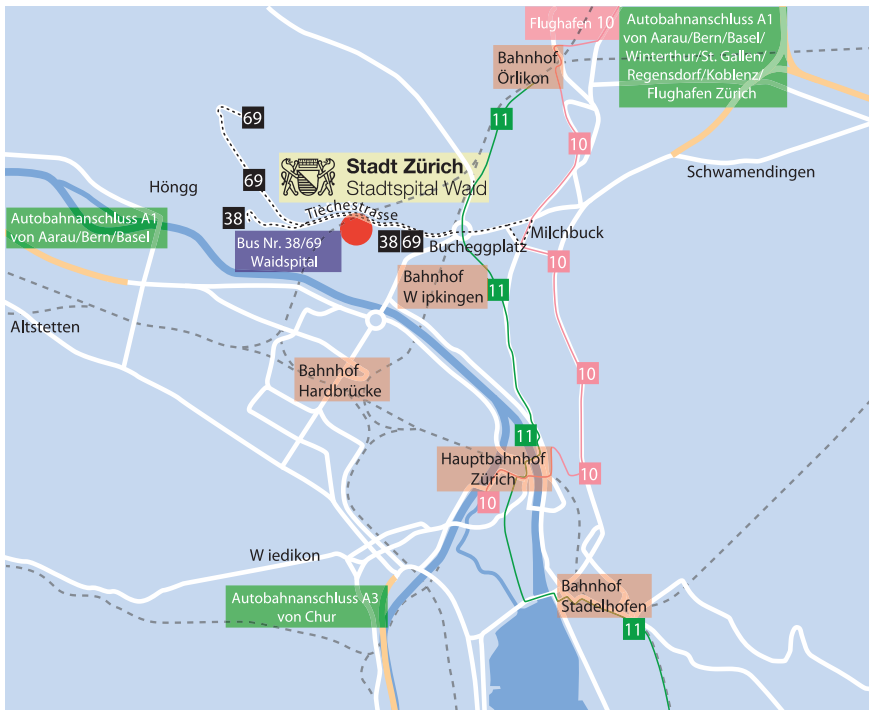 Flughafen 10
Autobahnanschluss A1
von Aarau/Bern/Basel/
Winterthur/St. Gallen/
Regensdorf/Koblenz/
Flughafen Zürich
Bahnhof
Örlikon
11
10
69
69
Stadt Zürich
Stadtspital Waid
Schwamendingen
Höngg
Tièchestrasse
38
Autobahnanschluss A1
von Aarau/Bern/Basel
Bus Nr. 38/69
Waidspital
38 69
Bucheggplatz
Milchbuck
10
Bahnhof
W ipkingen
11
Altstetten
Bahnhof
Hardbrücke
10
11
Hauptbahnhof
Zürich
10
10
W iedikon
Autobahnanschluss A3
von Chur
Bahnhof
Stadelhofen
11